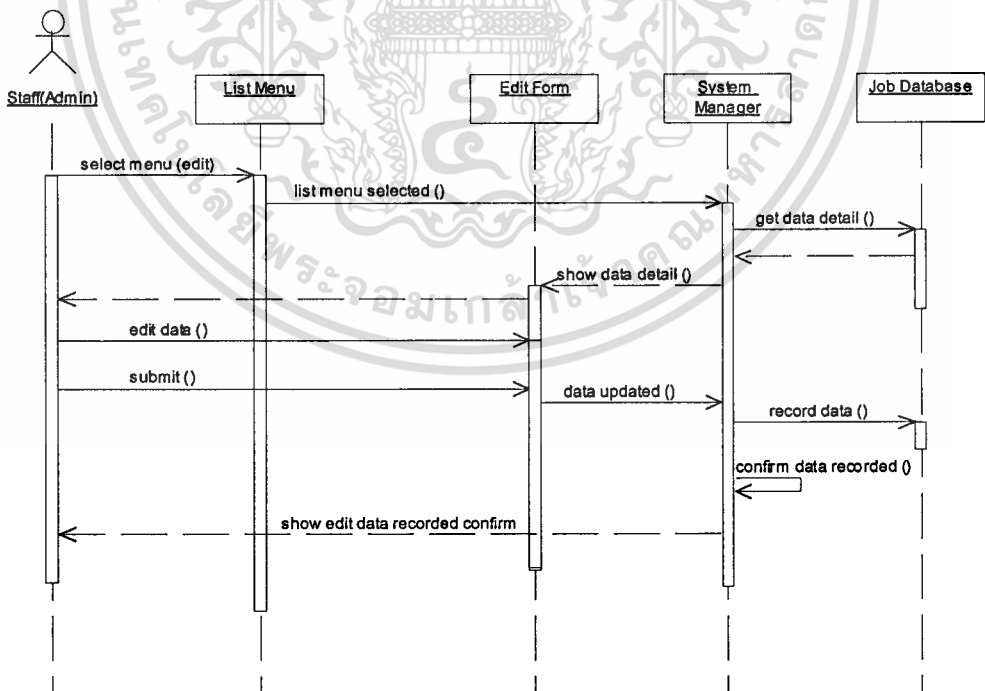 Staff(Admin)
List Menu
Edit Form
System
Manager
Job Database
select menu (edit)
list menu selected ()
get data detail ()
show data detail ()
edit data ()
submit ()
data updated ()
record data ()
confirm data recorded ()
show edit data recorded confirm